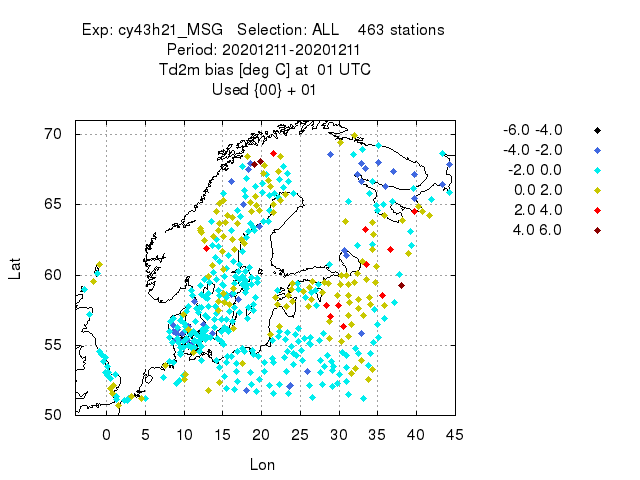 Exp: cy43h21_MSG Selection: ALL 463 stations
Period: 20201211-20201211
Td2m bias [deg C] at 01 UTC
Used {00} + 01
70
65
60
55
50
Lat
0 5 10 15 20 25 30 35 40 45
Lon
-6.0 -4.0
-4.0 -2.0
-2.0 0.0
0.0 2.0
2.0 4.0
4.0 6.0